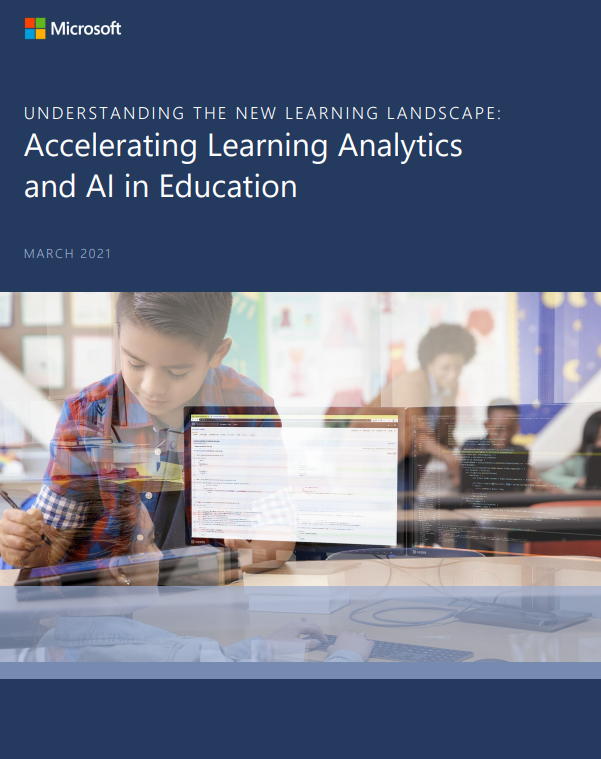 Microsoft
UNDERSTANDING THE NEW LEARNING LANDSCAPE:
Accelerating Learning Analytics
and AI in Education
MARCH 2021